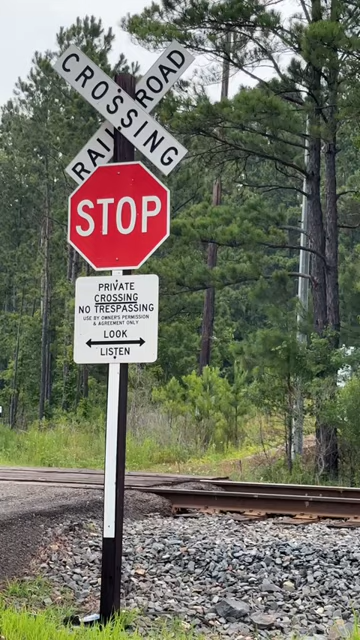 RAILROAD
CROSSING
STOP
PRIVATE
CROSSING
NO TRESPASSING
USE BY OWNER'S PERMISSION
& AGREEMENT ONLY
LOOK
LISTEN